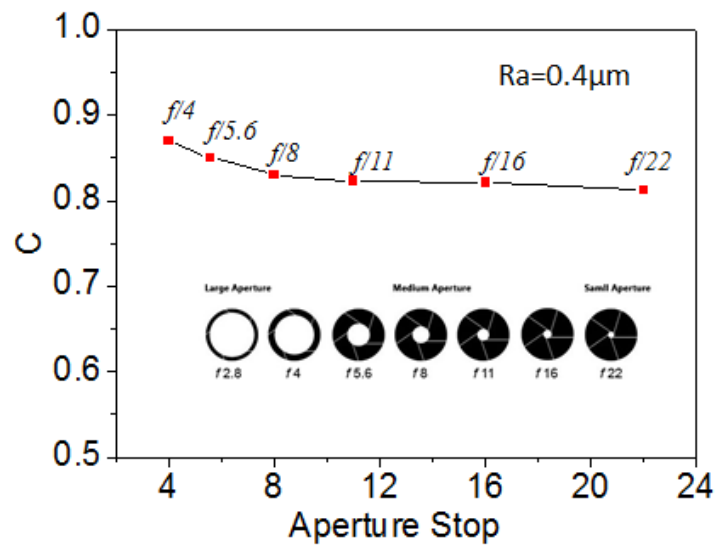 1.0
Ra=0.4μm
0.9
f/4
f/5.6
f/8
f/11
f/16
f/22
0.8
C
0.7
Large Aperture Medium Aperture Samll Aperture
f 2.8 f 4 f 5.6 f 8 f 11 f 16 f 22
0.6
0.5
4 8 12 16 20 24
Aperture Stop